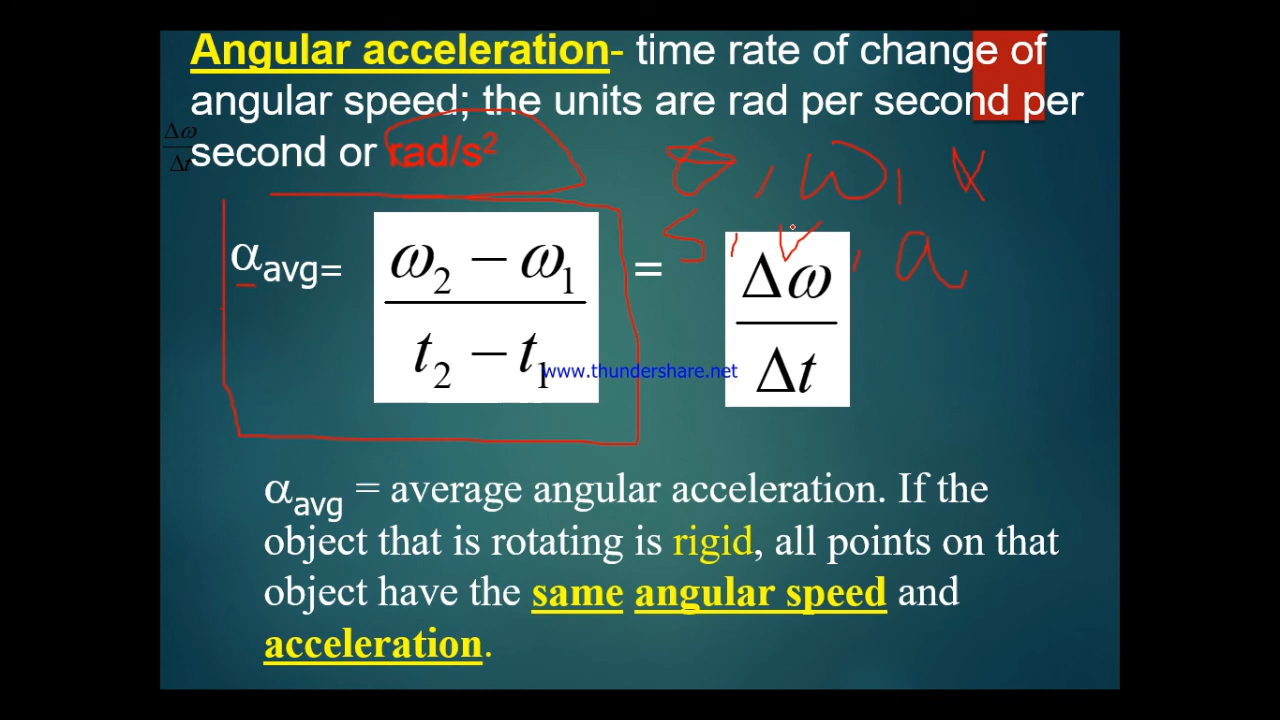 Angular acceleration- time rate of change of
angular speed; the units are rad per second per
second or rad/s²
Δω
Δt
θ, ω, α
s, v, a
αavg= ω₂ − ω₁ / t₂ − t₁ = Δω / Δt
www.thundershare.net
αavg = average angular acceleration. If the
object that is rotating is rigid, all points on that
object have the same angular speed and
acceleration.